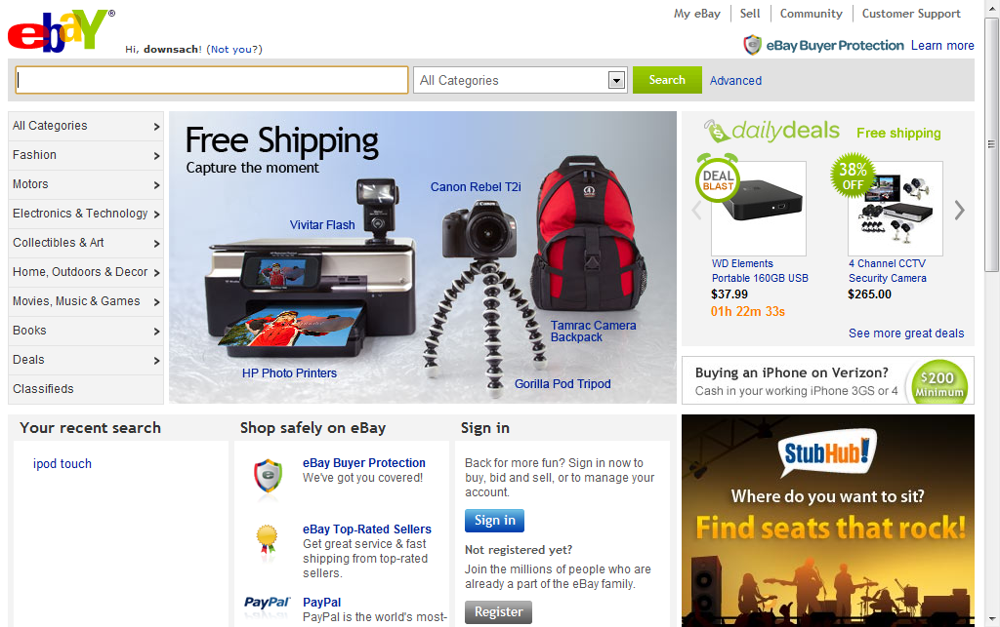 ebaY®
My eBay
Sell
Community
Customer Support
Hi, downsach! (Not you?)
eBay Buyer Protection Learn more
All Categories
Search
Advanced
All Categories
Fashion
Motors
Electronics & Technology
Collectibles & Art
Home, Outdoors & Decor
Movies, Music & Games
Books
Deals
Classifieds
Free Shipping
Capture the moment
Canon Rebel T2i
Vivitar Flash
Tamrac Camera
Backpack
HP Photo Printers
Gorilla Pod Tripod
dailydeals Free shipping
DEAL
BLAST
38%
OFF
WD Elements
Portable 160GB USB
$37.99
01h 22m 33s
4 Channel CCTV
Security Camera
$265.00
See more great deals
Buying an iPhone on Verizon?
Cash in your working iPhone 3GS or 4
$200
Minimum
Your recent search
ipod touch
Shop safely on eBay
eBay Buyer Protection
We've got you covered!
eBay Top-Rated Sellers
Get great service & fast
shipping from top-rated
sellers.
PayPal
PayPal
PayPal is the world's most-
Sign in
Back for more fun? Sign in now to
buy, bid and sell, or to manage your
account.
Sign in
Not registered yet?
Join the millions of people who are
already a part of the eBay family.
Register
StubHub!
Where do you want to sit?
Find seats that rock!